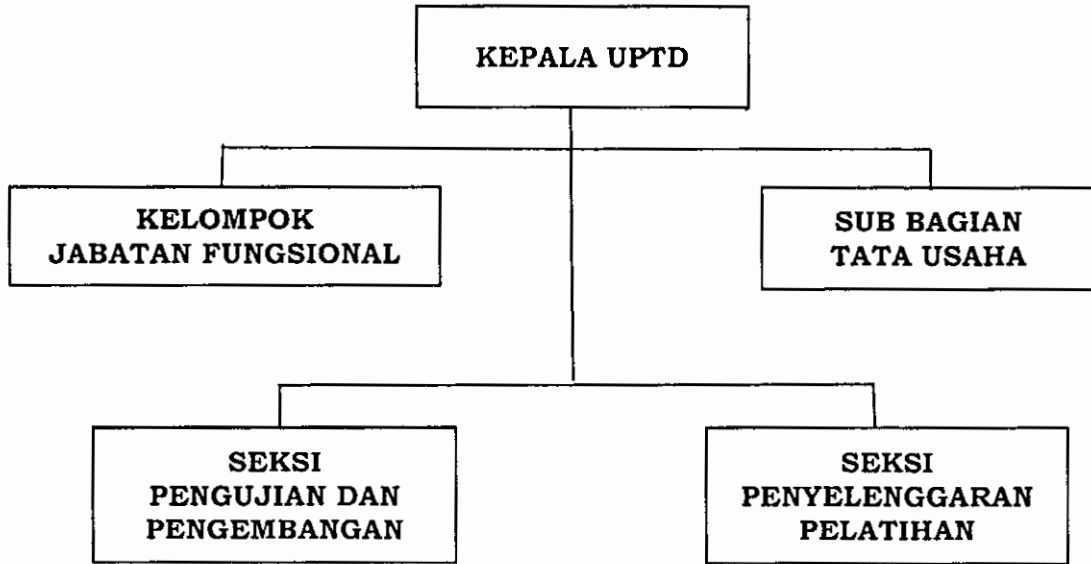 KEPALA UPTD
KELOMPOK
JABATAN FUNGSIONAL
SUB BAGIAN
TATA USAHA
SEKSI
PENGUJIAN DAN
PENGEMBANGAN
SEKSI
PENYELENGGARAN
PELATIHAN